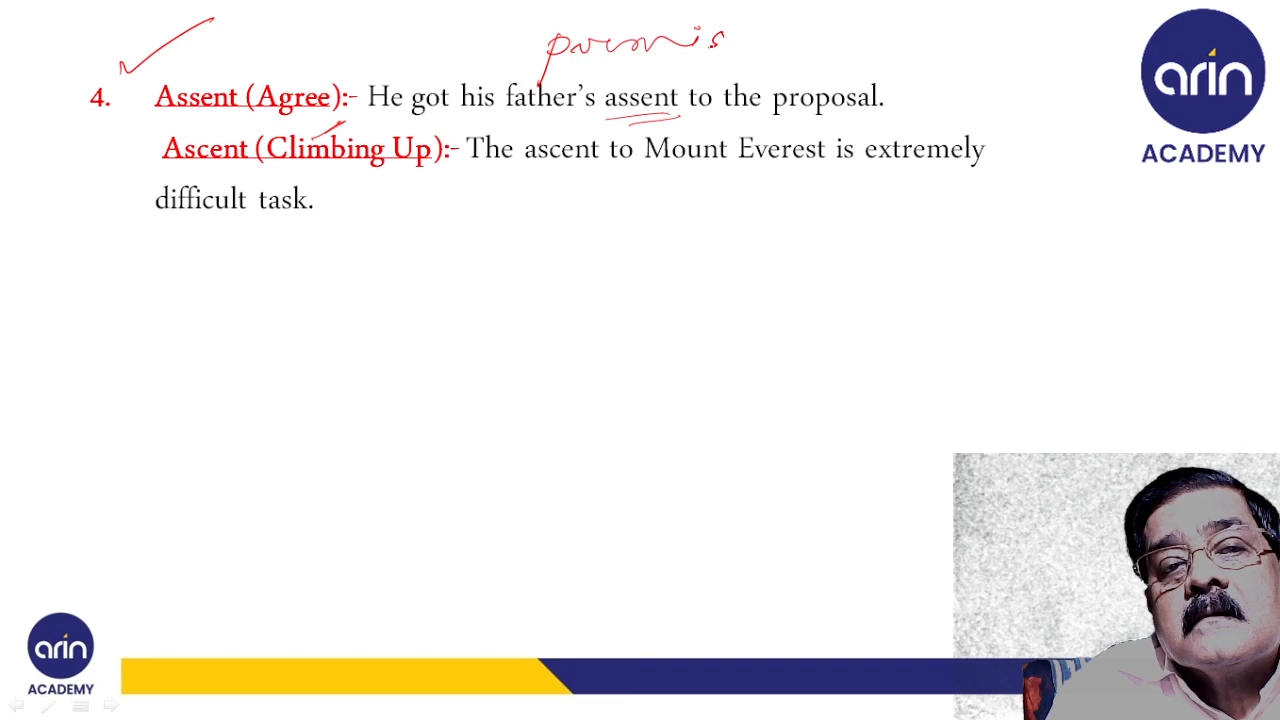 permis
4. Assent (Agree):- He got his father's assent to the proposal.
Ascent (Climbing Up):- The ascent to Mount Everest is extremely
difficult task.
arin
ACADEMY
arin
ACADEMY